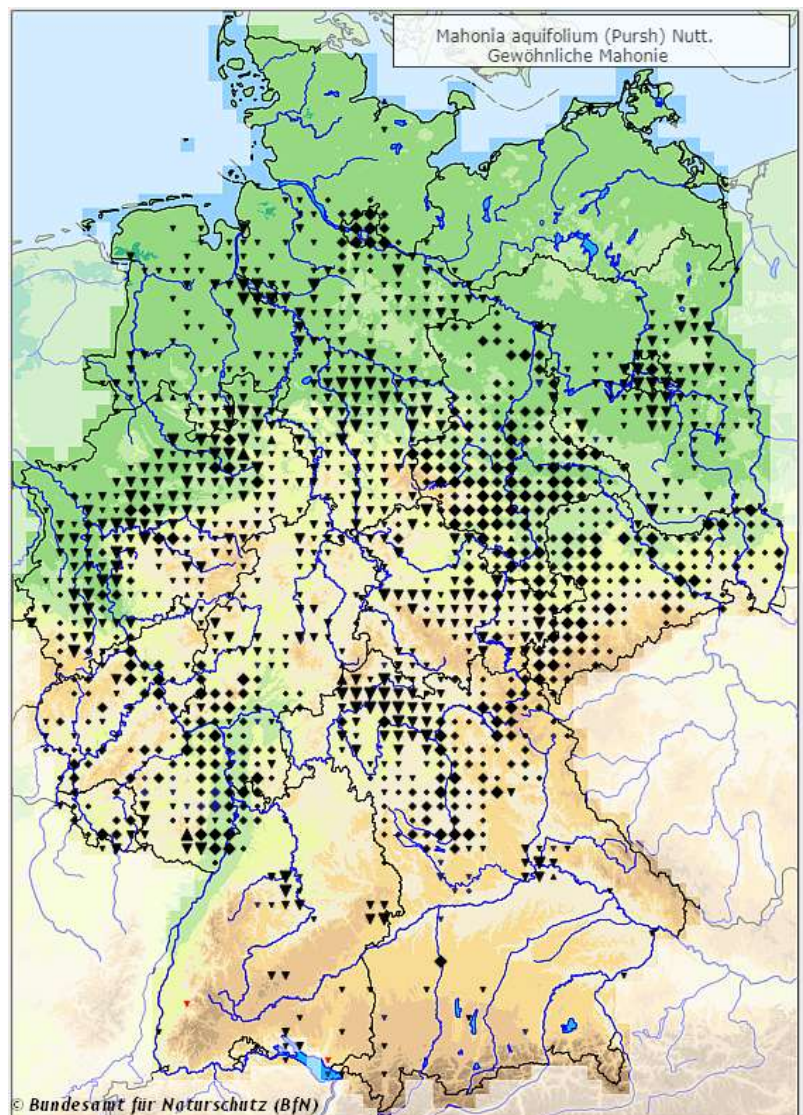 Mahonia aquifolium (Pursh) Nutt.
Gewöhnliche Mahonie
© Bundesamt für Naturschutz (BfN)